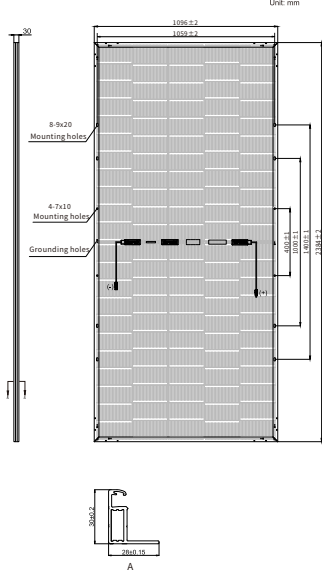 Unit: mm
1096±2
1059±2
30
8-9x20
Mounting holes
4-7x10
Mounting holes
Grounding holes
400±1
1000±1
1400±1
2384±2
(-)
(+)
30±0.2
28±0.15
A